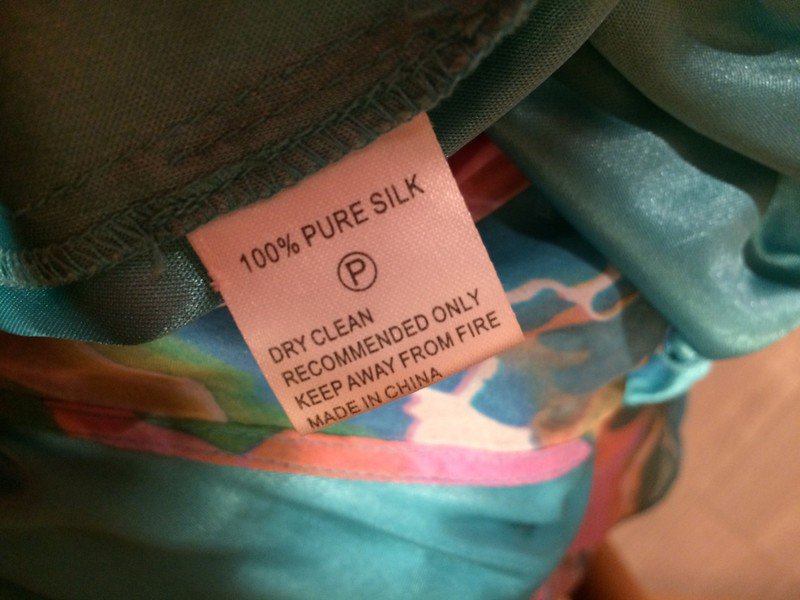 100% PURE SILK
P
DRY CLEAN
RECOMMENDED ONLY
KEEP AWAY FROM FIRE
MADE IN CHINA